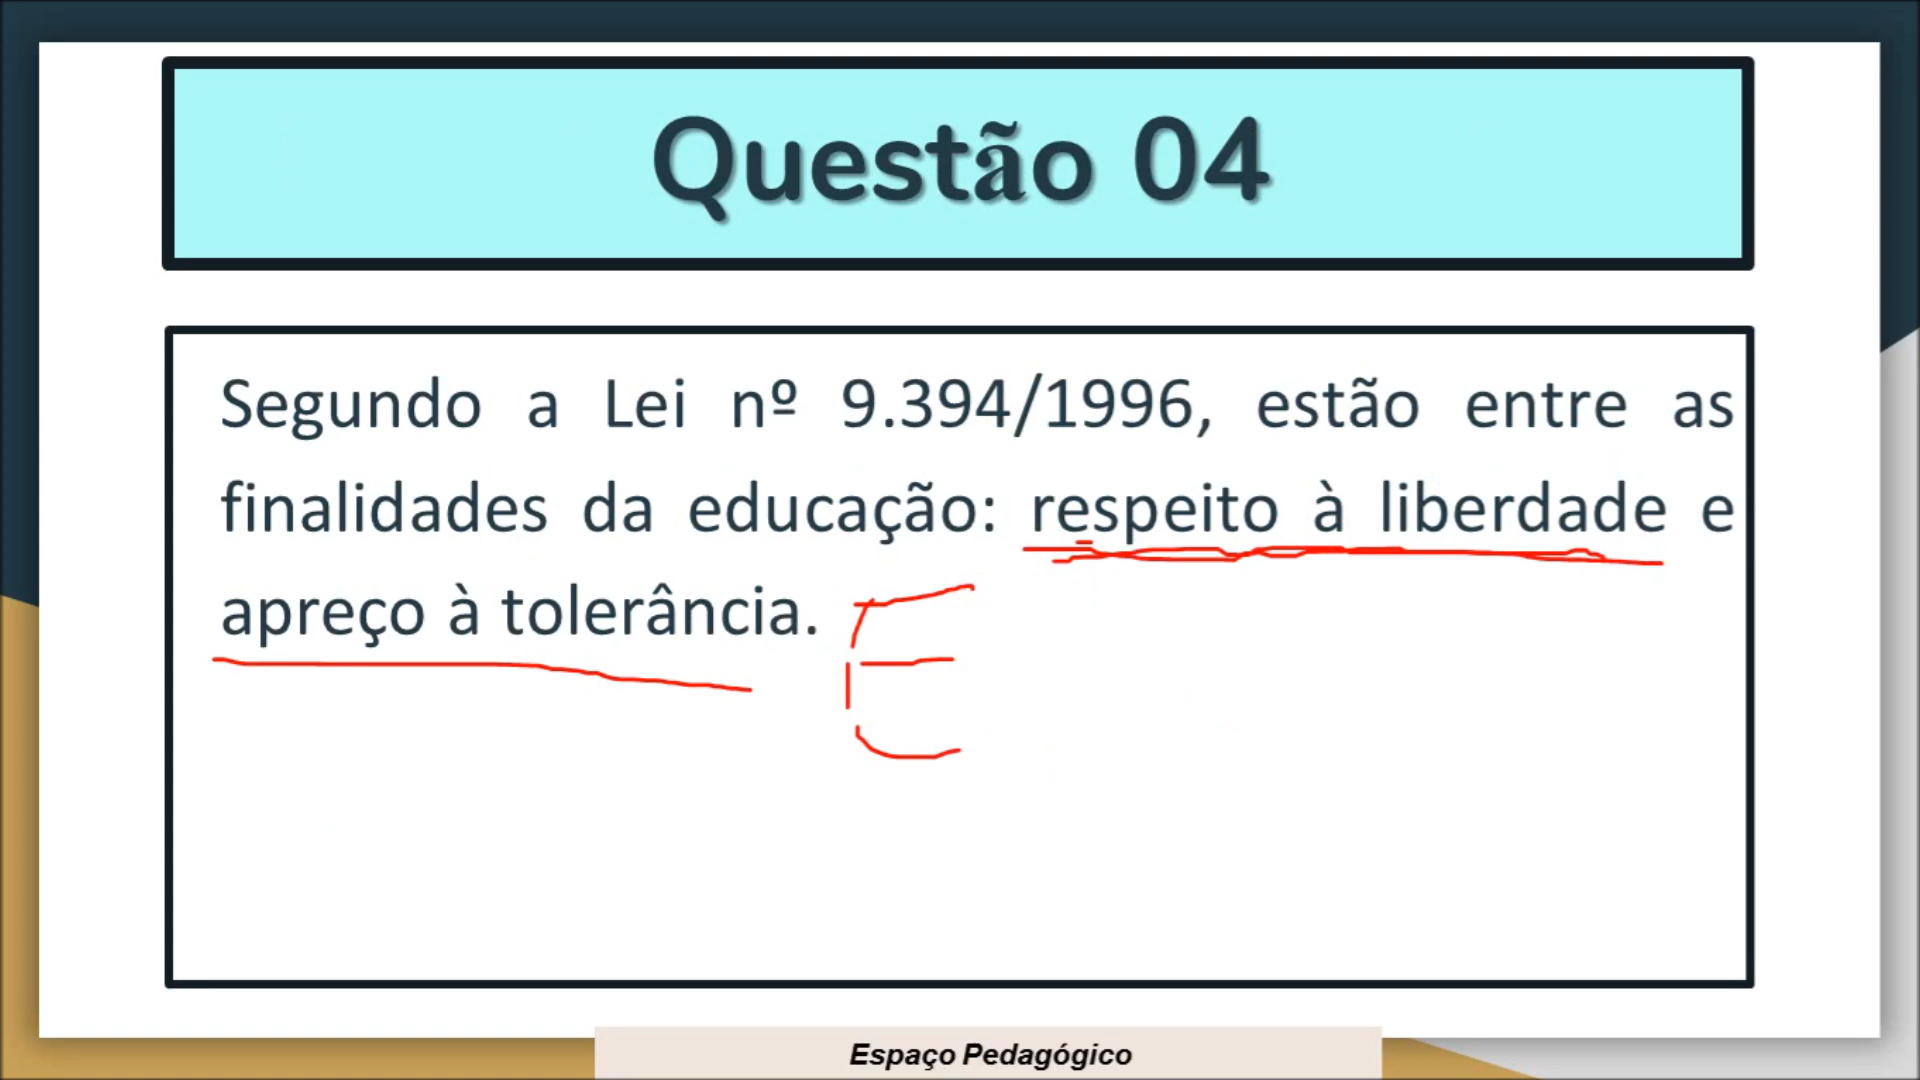 Questão 04
Segundo a Lei nº 9.394/1996, estão entre as
finalidades da educação: respeito à liberdade e
apreço à tolerância.
E
Espaço Pedagógico